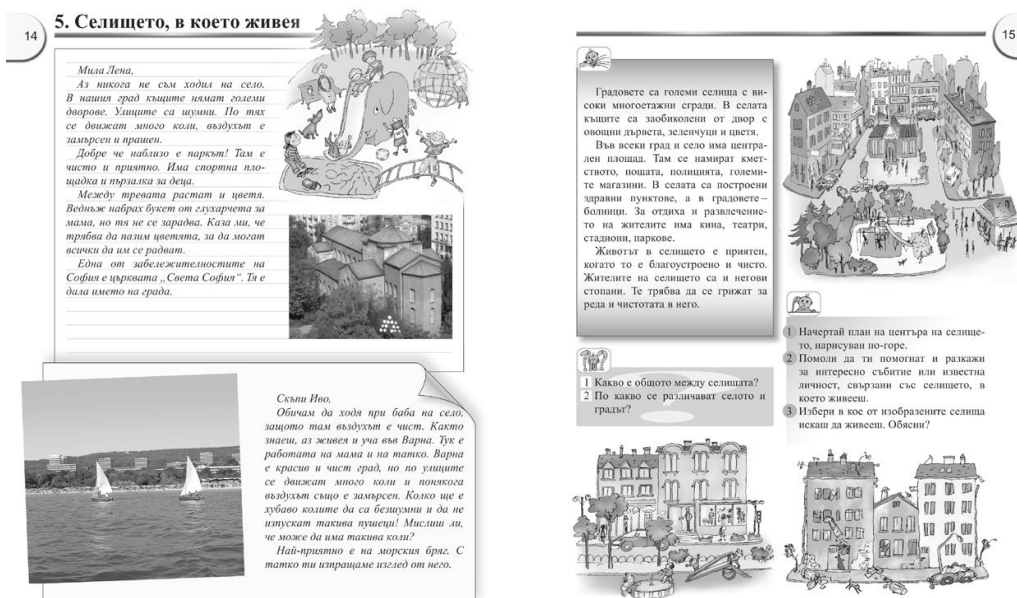 14
5. Селището, в което живея
Мила Лена,
Аз никога не съм ходил на село.
В нашия град къщите нямат големи
дворове. Улиците са шумни. По тях
се движат много коли, въздухът е
замърсен и прашен.
Добре че наблизо е паркът! Там е
чисто и приятно. Има спортна пло-
щадка и пързалка за деца.
Между тревата растат и цветя.
Веднъж набрах букет от глухарчета за
мама, но тя не се зарадва. Каза ми, че
трябва да пазим цветята, за да могат
всички да им се радват.
Една от забележителностите на
София е църквата „Света София“. Тя е
дала името на града.
Скъпи Иво,
Обичам да ходя при баба на село,
защото там въздухът е чист. Както
знаеш, аз живея и уча във Варна. Тук е
работата на мама и на татко. Варна
е красив и чист град, но по улиците
се движат много коли и понякога
въздухът също е замърсен. Колко ще е
хубаво колите да са безшумни и да не
изпускат такива пушеци! Мислиш ли,
че може да има такива коли?
Най-приятно е на морския бряг. С
татко ти изпращаме изглед от него.
15
Градовете са големи селища с ви-
соки многоетажни сгради. В селата
къщите са заобиколени от двор с
овощни дървета, зеленчуци и цветя.
Във всеки град и село има центра-
лен площад. Там се намират кмет-
ството, пощата, полицията, големи-
те магазини. В селата са построени
здравни пунктове, а в градовете –
болници. За отдиха и развлечение-
то на жителите има кина, театри,
стадиони, паркове.
Животът в селището е приятен,
когато то е благоустроено и чисто.
Жителите на селището са и негови
стопани. Те трябва да се грижат за
реда и чистотата в него.
1 Какво е общото между селищата?
2 По какво се различават селото и
градът?
1 Начертай план на центъра на селище-
то, нарисуван по-горе.
2 Помоли да ти помогнат и разкажи
за интересно събитие или известна
личност, свързани със селището, в
което живееш.
3 Избери в кое от изобразените селища
искаш да живееш. Обясни?